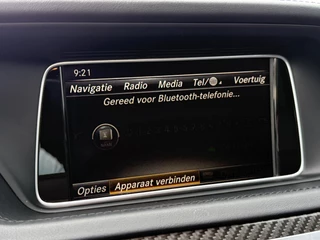 9:21
Navigatie Radio Media Tel/ Voertuig
Gereed voor Bluetooth-telefonie...
Opties Apparaat verbinden